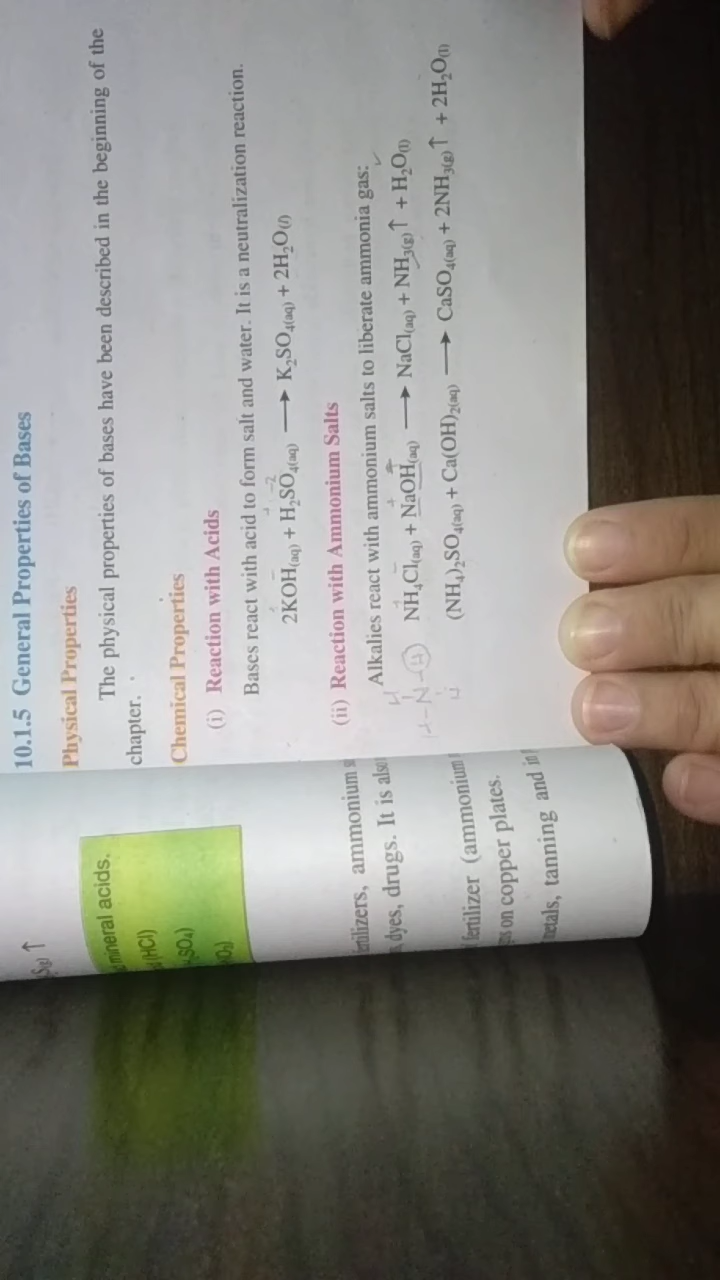 S(g) ↑
mineral acids.
(HCl)
SO₄)
O₃)
fertilizers, ammonium
dyes, drugs. It is also
fertilizer (ammonium
on copper plates.
metals, tanning and in
10.1.5 General Properties of Bases
Physical Properties
The physical properties of bases have been described in the beginning of the
chapter.
Chemical Properties
(i) Reaction with Acids
Bases react with acid to form salt and water. It is a neutralization reaction.
2KOH(aq) + H₂SO₄(aq) ⟶ K₂SO₄(aq) + 2H₂O(l)
(ii) Reaction with Ammonium Salts
Alkalies react with ammonium salts to liberate ammonia gas:
NH₄Cl(aq) + NaOH(aq) ⟶ NaCl(aq) + NH₃(g)↑ + H₂O(l)
H
H-N-H
H
(NH₄)₂SO₄(aq) + Ca(OH)₂(aq) ⟶ CaSO₄(aq) + 2NH₃(g)↑ + 2H₂O(l)